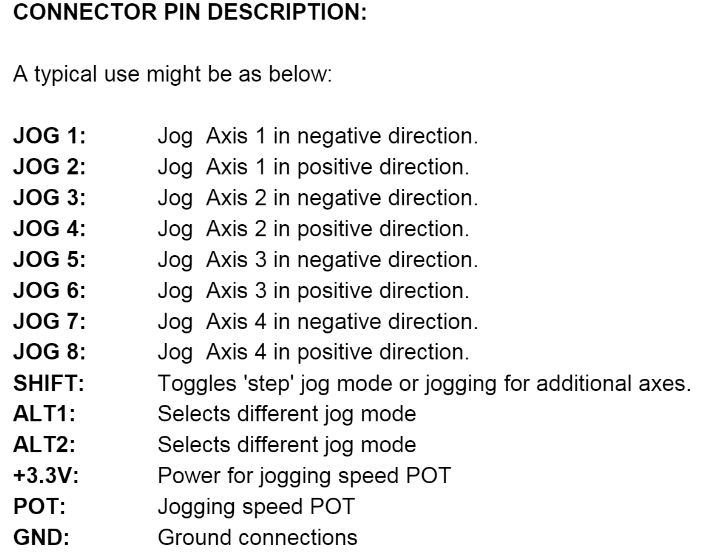 CONNECTOR PIN DESCRIPTION:
A typical use might be as below:
JOG 1: Jog Axis 1 in negative direction.
JOG 2: Jog Axis 1 in positive direction.
JOG 3: Jog Axis 2 in negative direction.
JOG 4: Jog Axis 2 in positive direction.
JOG 5: Jog Axis 3 in negative direction.
JOG 6: Jog Axis 3 in positive direction.
JOG 7: Jog Axis 4 in negative direction.
JOG 8: Jog Axis 4 in positive direction.
SHIFT: Toggles 'step' jog mode or jogging for additional axes.
ALT1: Selects different jog mode
ALT2: Selects different jog mode
+3.3V: Power for jogging speed POT
POT: Jogging speed POT
GND: Ground connections